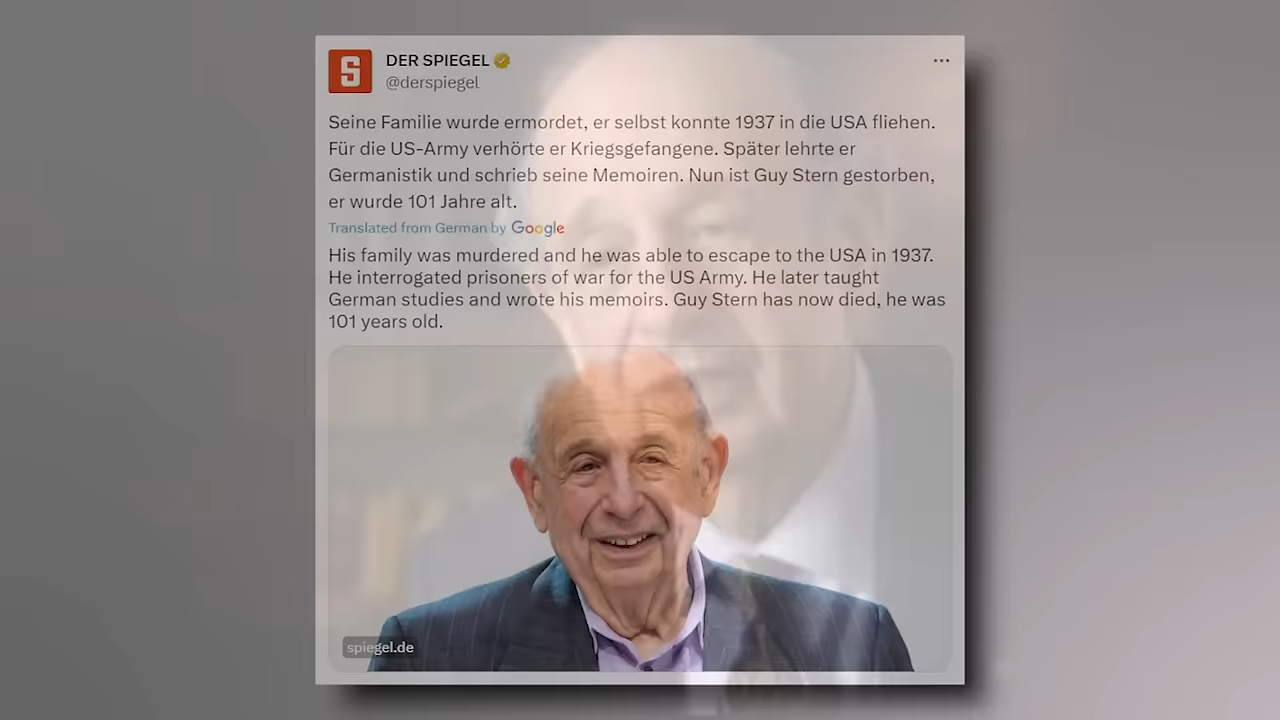 S
DER SPIEGEL
@derspiegel
Seine Familie wurde ermordet, er selbst konnte 1937 in die USA fliehen.
Für die US-Army verhörte er Kriegsgefangene. Später lehrte er
Germanistik und schrieb seine Memoiren. Nun ist Guy Stern gestorben,
er wurde 101 Jahre alt.
Translated from German by Google
His family was murdered and he was able to escape to the USA in 1937.
He interrogated prisoners of war for the US Army. He later taught
German studies and wrote his memoirs. Guy Stern has now died, he was
101 years old.
spiegel.de